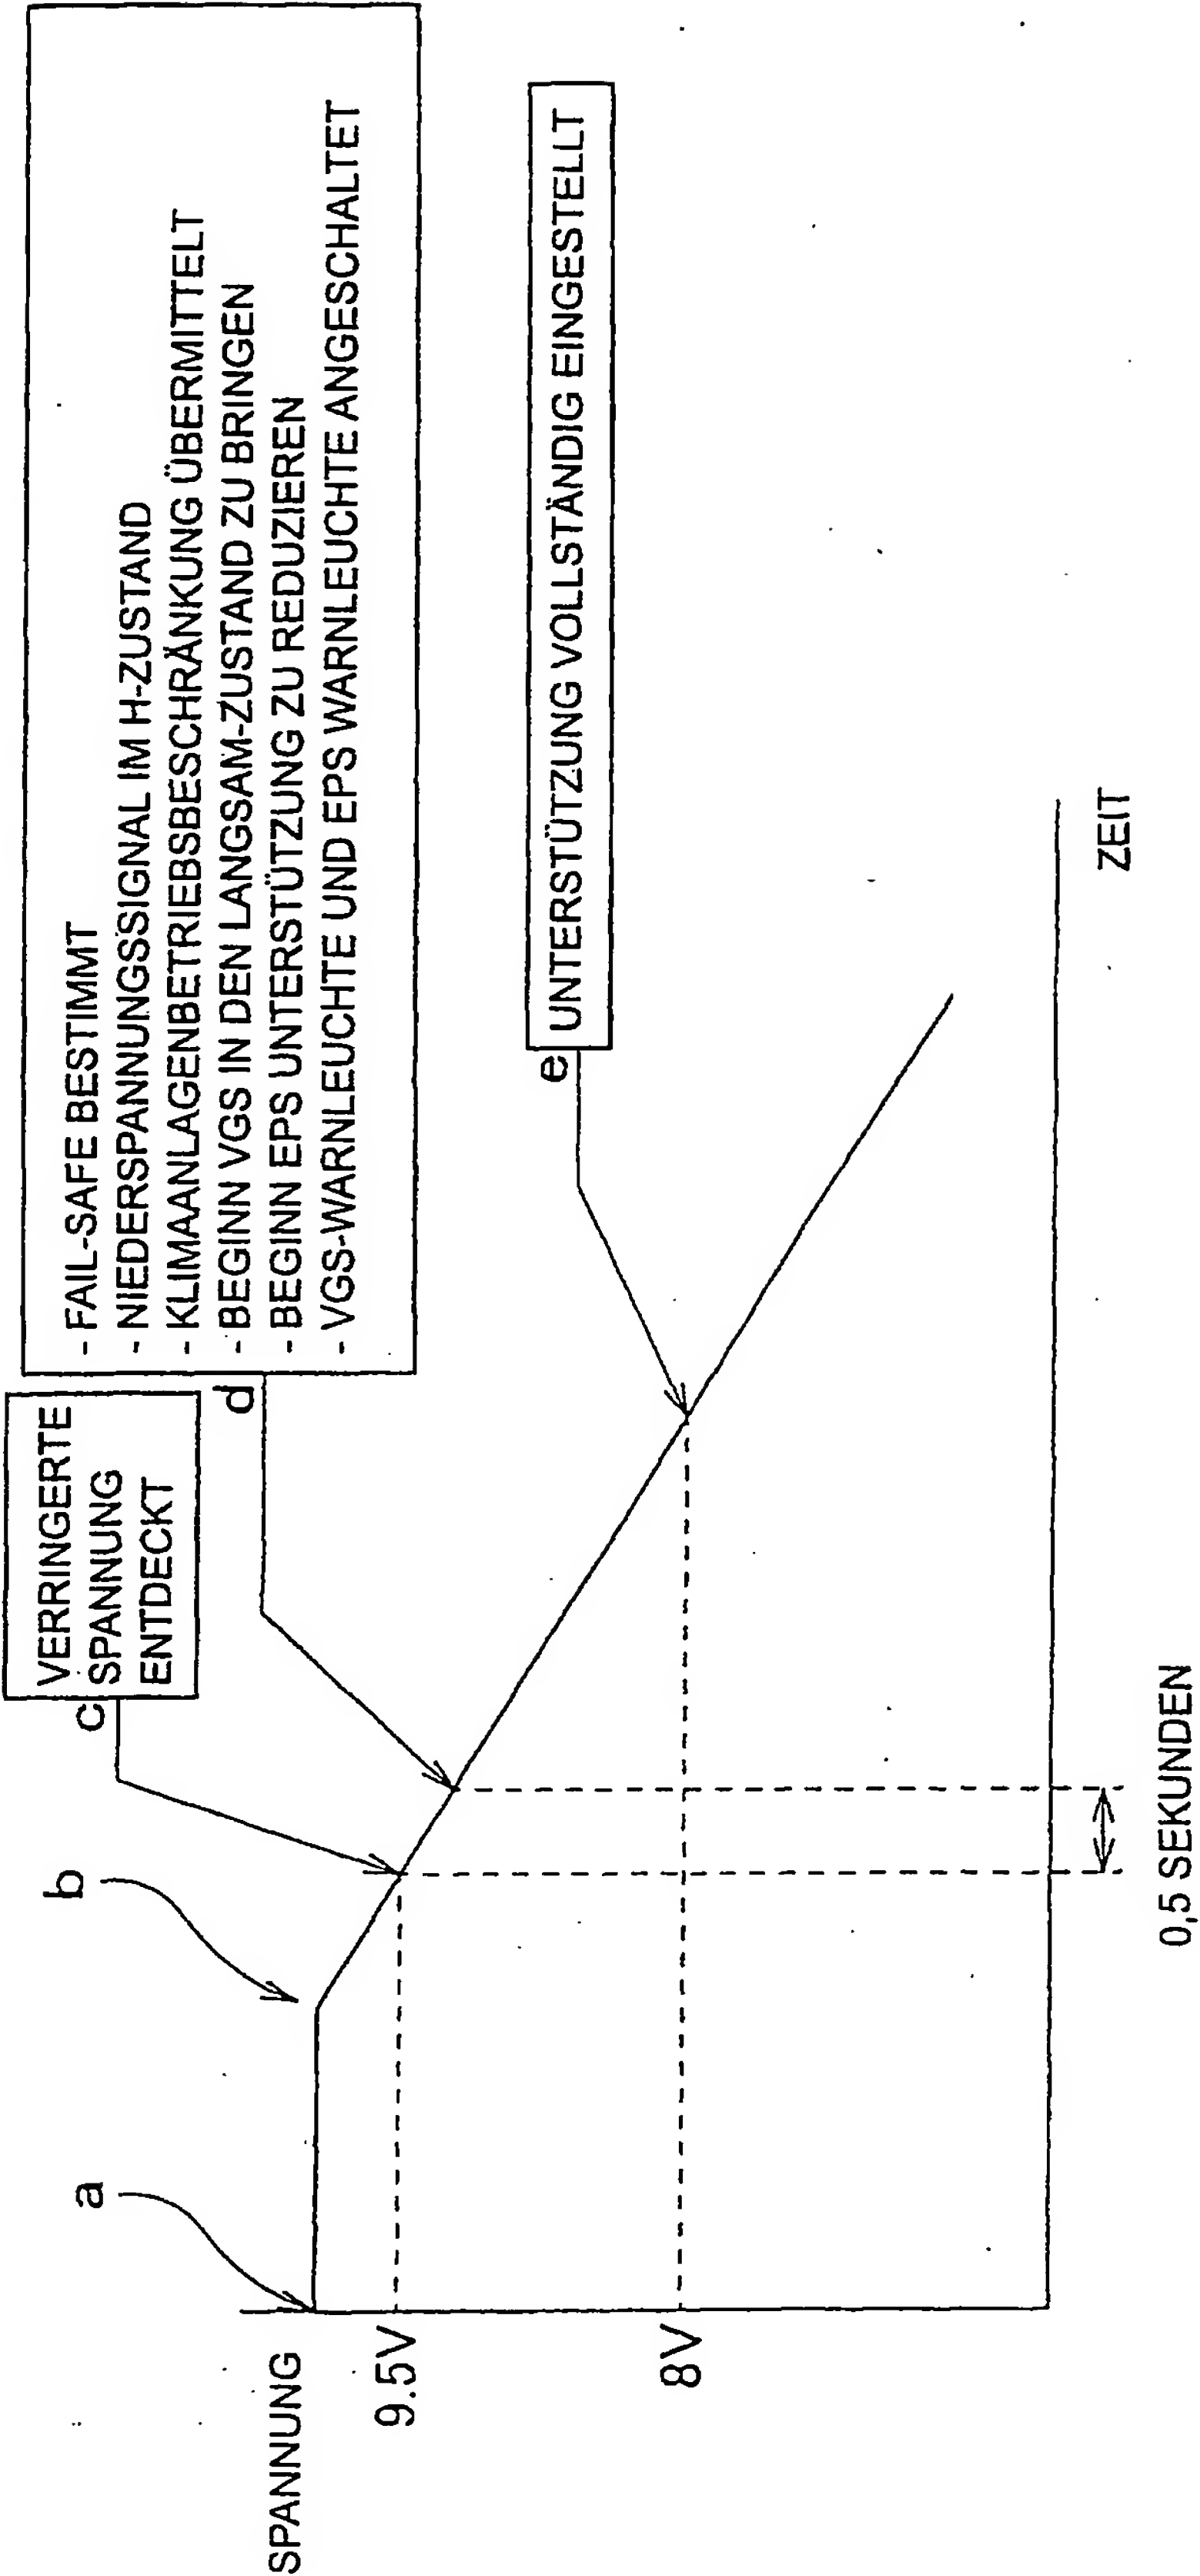 SPANNUNG
9.5V
8V
a
b
c
VERRINGERTE
SPANNUNG
ENTDECKT
d
- FAIL-SAFE BESTIMMT
- NIEDERSPANNUNGSSIGNAL IM H-ZUSTAND
- KLIMAANLAGENBETRIEBSBESCHRÄNKUNG ÜBERMITTELT
- BEGINN VGS IN DEN LANGSAM-ZUSTAND ZU BRINGEN
- BEGINN EPS UNTERSTÜTZUNG ZU REDUZIEREN
- VGS-WARNLEUCHTE UND EPS WARNLEUCHTE ANGESCHALTET
e
UNTERSTÜTZUNG VOLLSTÄNDIG EINGESTELLT
ZEIT
0,5 SEKUNDEN